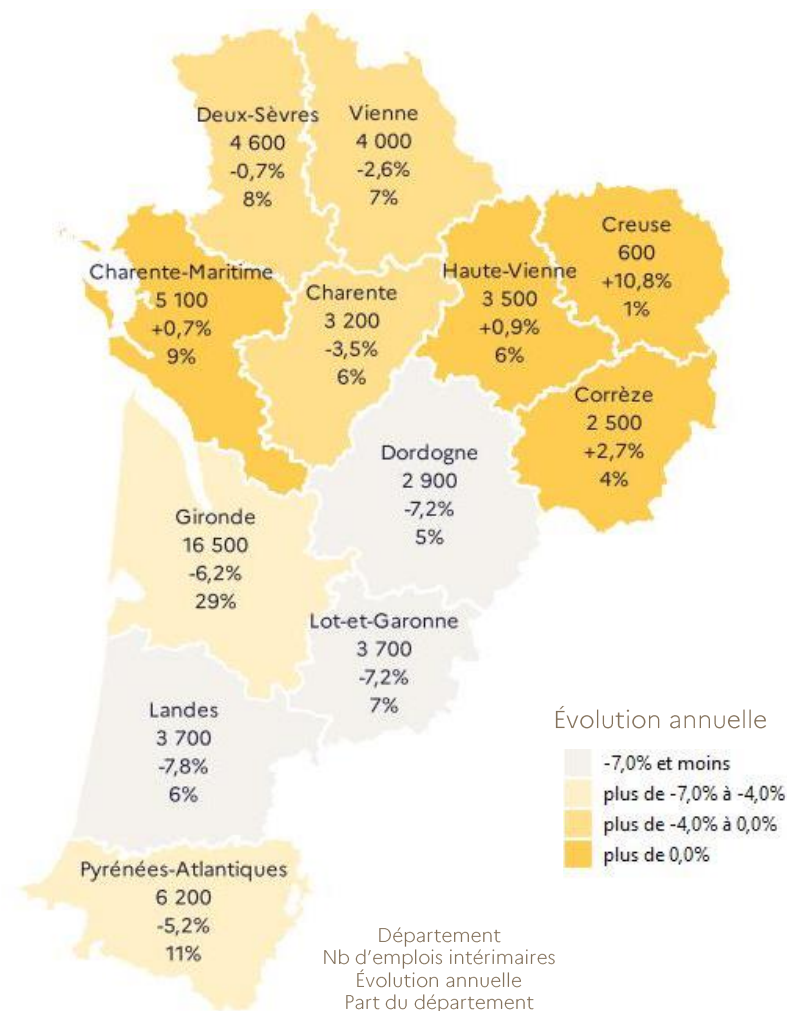 Deux-Sèvres
4 600
-0,7%
8%
Vienne
4 000
-2,6%
7%
Charente-Maritime
5 100
+0,7%
9%
Charente
3 200
-3,5%
6%
Haute-Vienne
3 500
+0,9%
6%
Creuse
600
+10,8%
1%
Corrèze
2 500
+2,7%
4%
Dordogne
2 900
-7,2%
5%
Gironde
16 500
-6,2%
29%
Lot-et-Garonne
3 700
-7,2%
7%
Landes
3 700
-7,8%
6%
Pyrénées-Atlantiques
6 200
-5,2%
11%
Évolution annuelle
-7,0% et moins
plus de -7,0% à -4,0%
plus de -4,0% à 0,0%
plus de 0,0%
Département
Nb d'emplois intérimaires
Évolution annuelle
Part du département